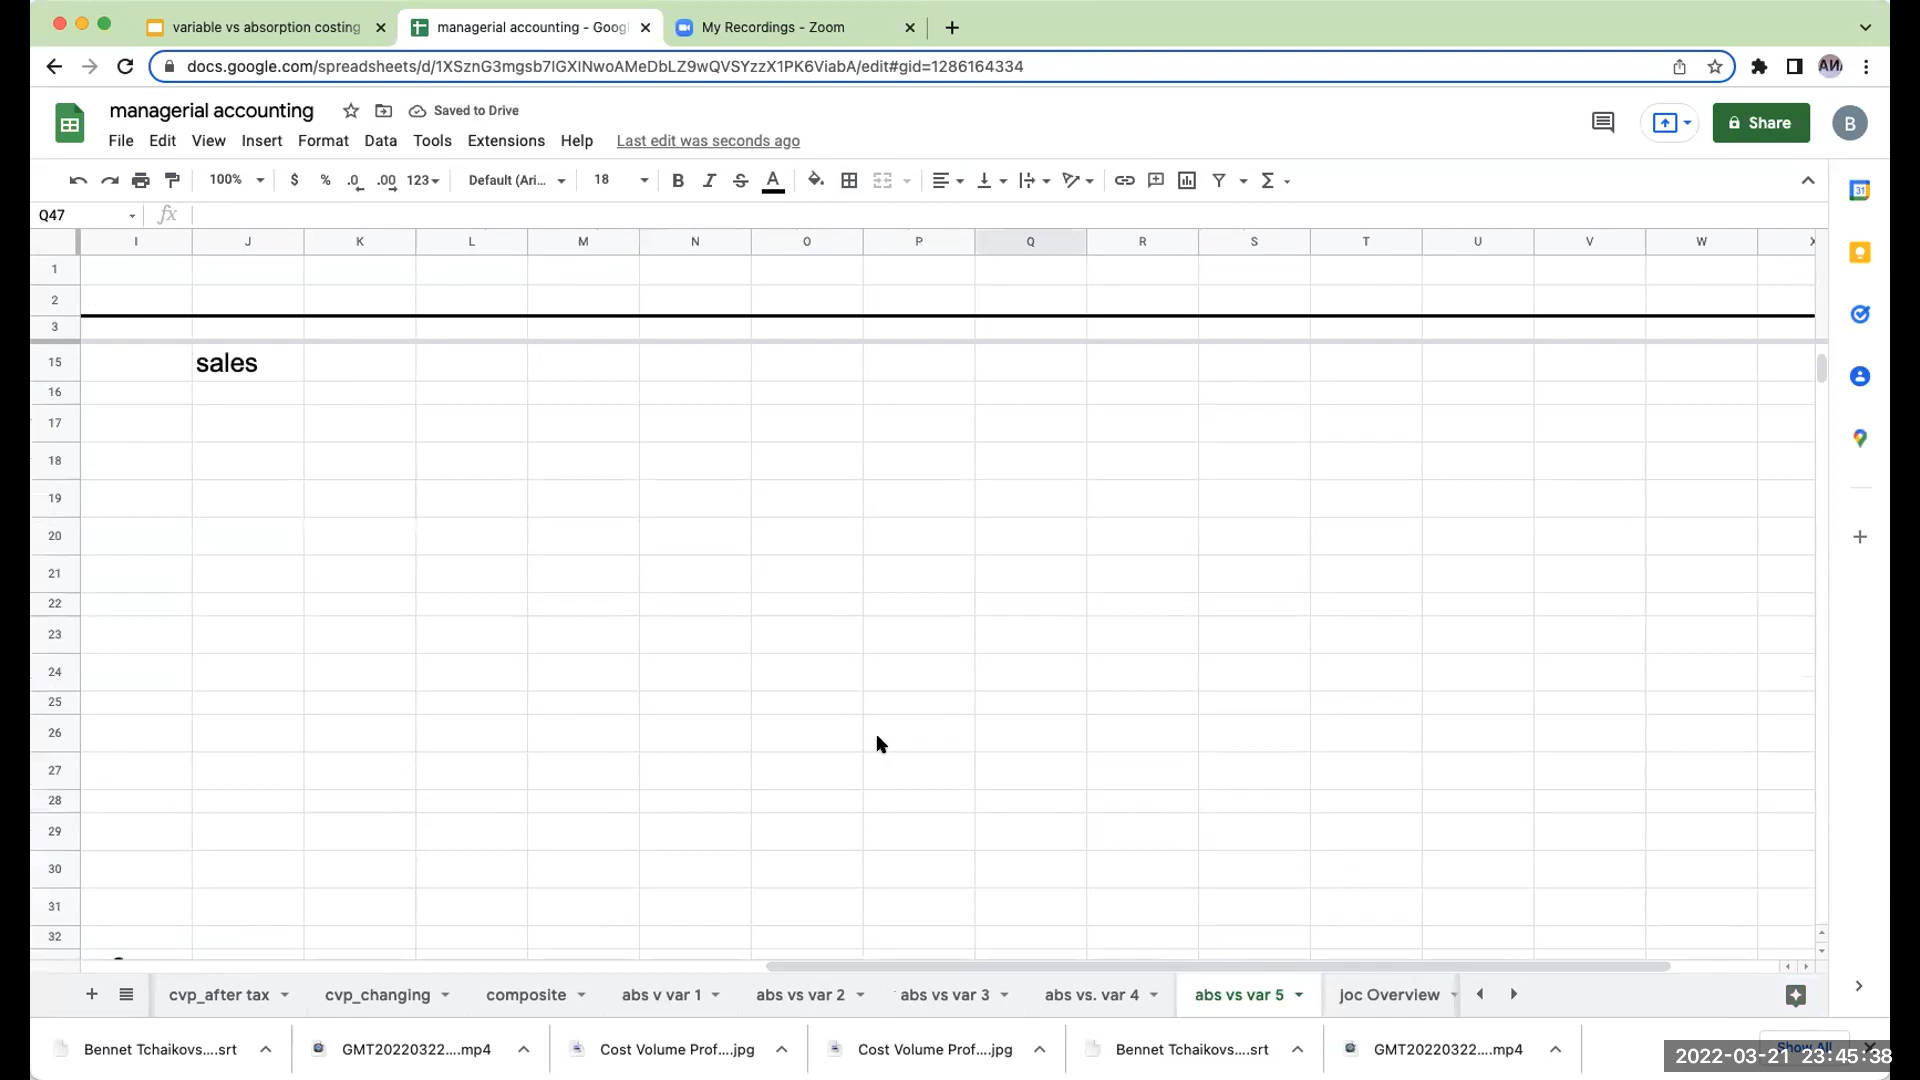 variable vs absorption costing
managerial accounting - Goog
My Recordings - Zoom
docs.google.com/spreadsheets/d/1XSznG3mgsb7lGXlNwoAMeDbLZ9wQVSYzzX1PK6ViabA/edit#gid=1286164334
managerial accounting
Saved to Drive
Share
B
File Edit View Insert Format Data Tools Extensions Help Last edit was seconds ago
100% $ % .0 .00 123 Default (Ari... 18 B I S A
31
Q47 fx
I J K L M N O P Q R S T U V W X
1
2
3
15 sales
16
17
18
19
20
21
22
23
24
25
26
27
28
29
30
31
32
cvp_after tax cvp_changing composite abs v var 1 abs vs var 2 abs vs var 3 abs vs. var 4 abs vs var 5 joc Overview
Bennet Tchaikovs....srt GMT20220322....mp4 Cost Volume Prof....jpg Cost Volume Prof....jpg Bennet Tchaikovs....srt GMT20220322....mp4 Show All
2022-03-21 23:45:38